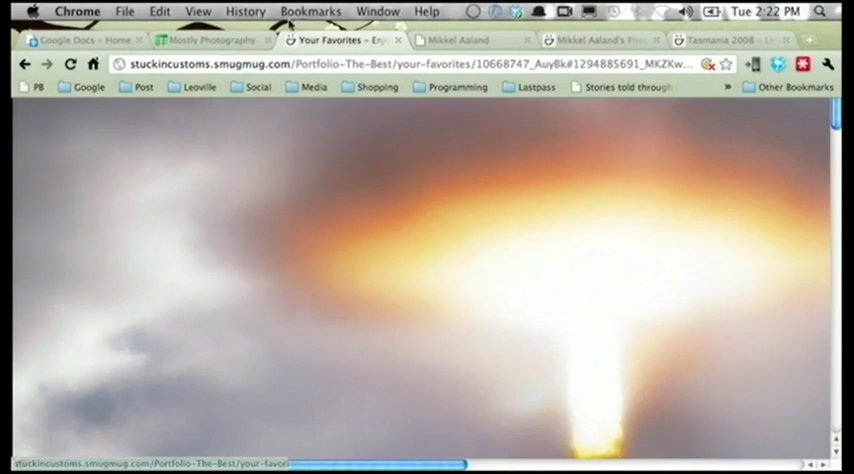 Chrome File Edit View History Bookmarks Window Help Tue 2:22 PM
Google Docs - Home Mostly Photography Your Favorites - Enjo Mikkel Aaland Mikkel Aaland's Pho Tasmania 2008 - Le
stuckincustoms.smugmug.com/Portfolio-The-Best/your-favorites/10668747_AuyBk#1294885691_MKZKw...
PB Google Post Leoville Social Media Shopping Programming Lastpass Stories told through » Other Bookmarks
stuckincustoms.smugmug.com/Portfolio-The-Best/your-favori